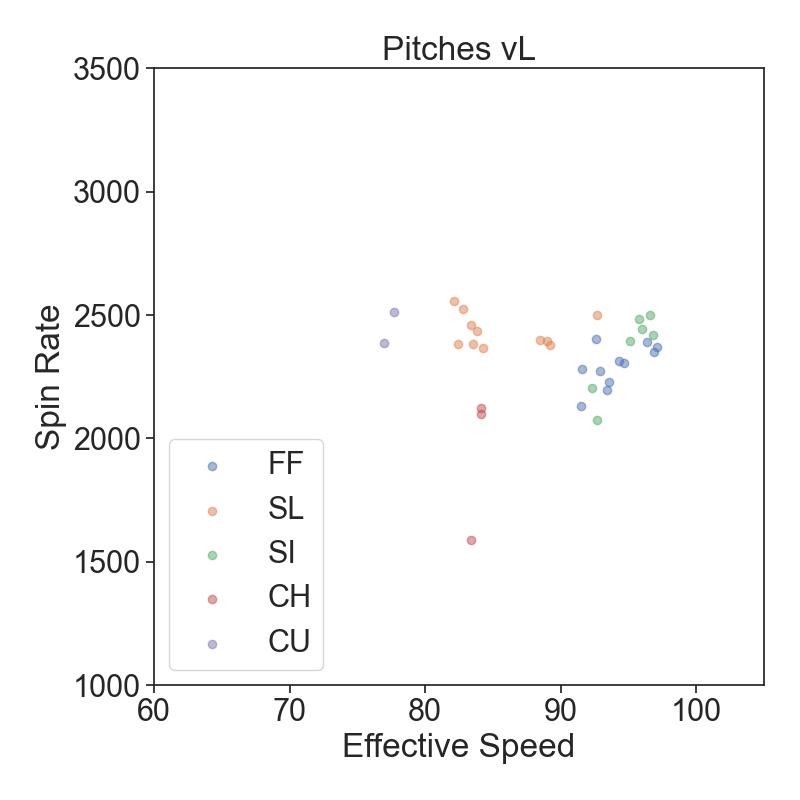 Pitches vL
3500
3000
2500
2000
1500
1000
Spin Rate
FF
SL
SI
CH
CU
60 70 80 90 100
Effective Speed